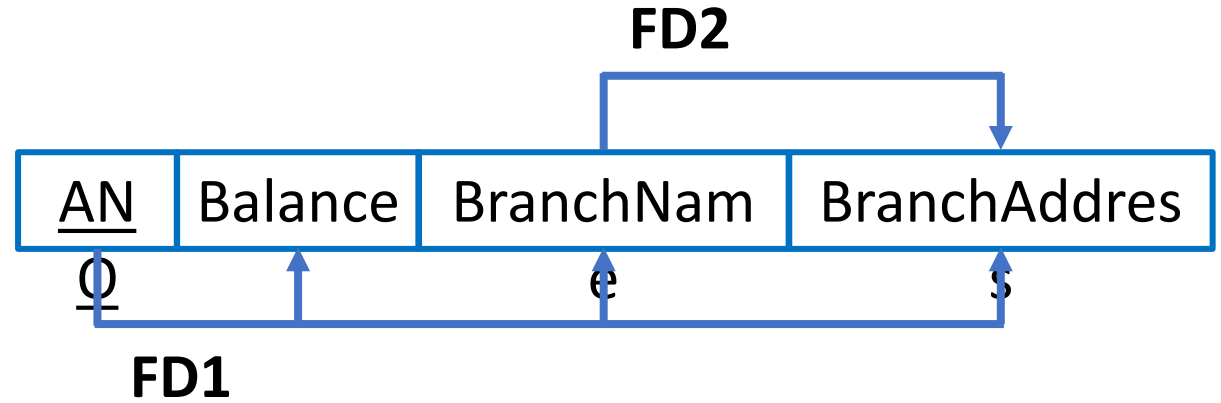 FD2
AN Balance BranchNam BranchAddres
O e s
FD1